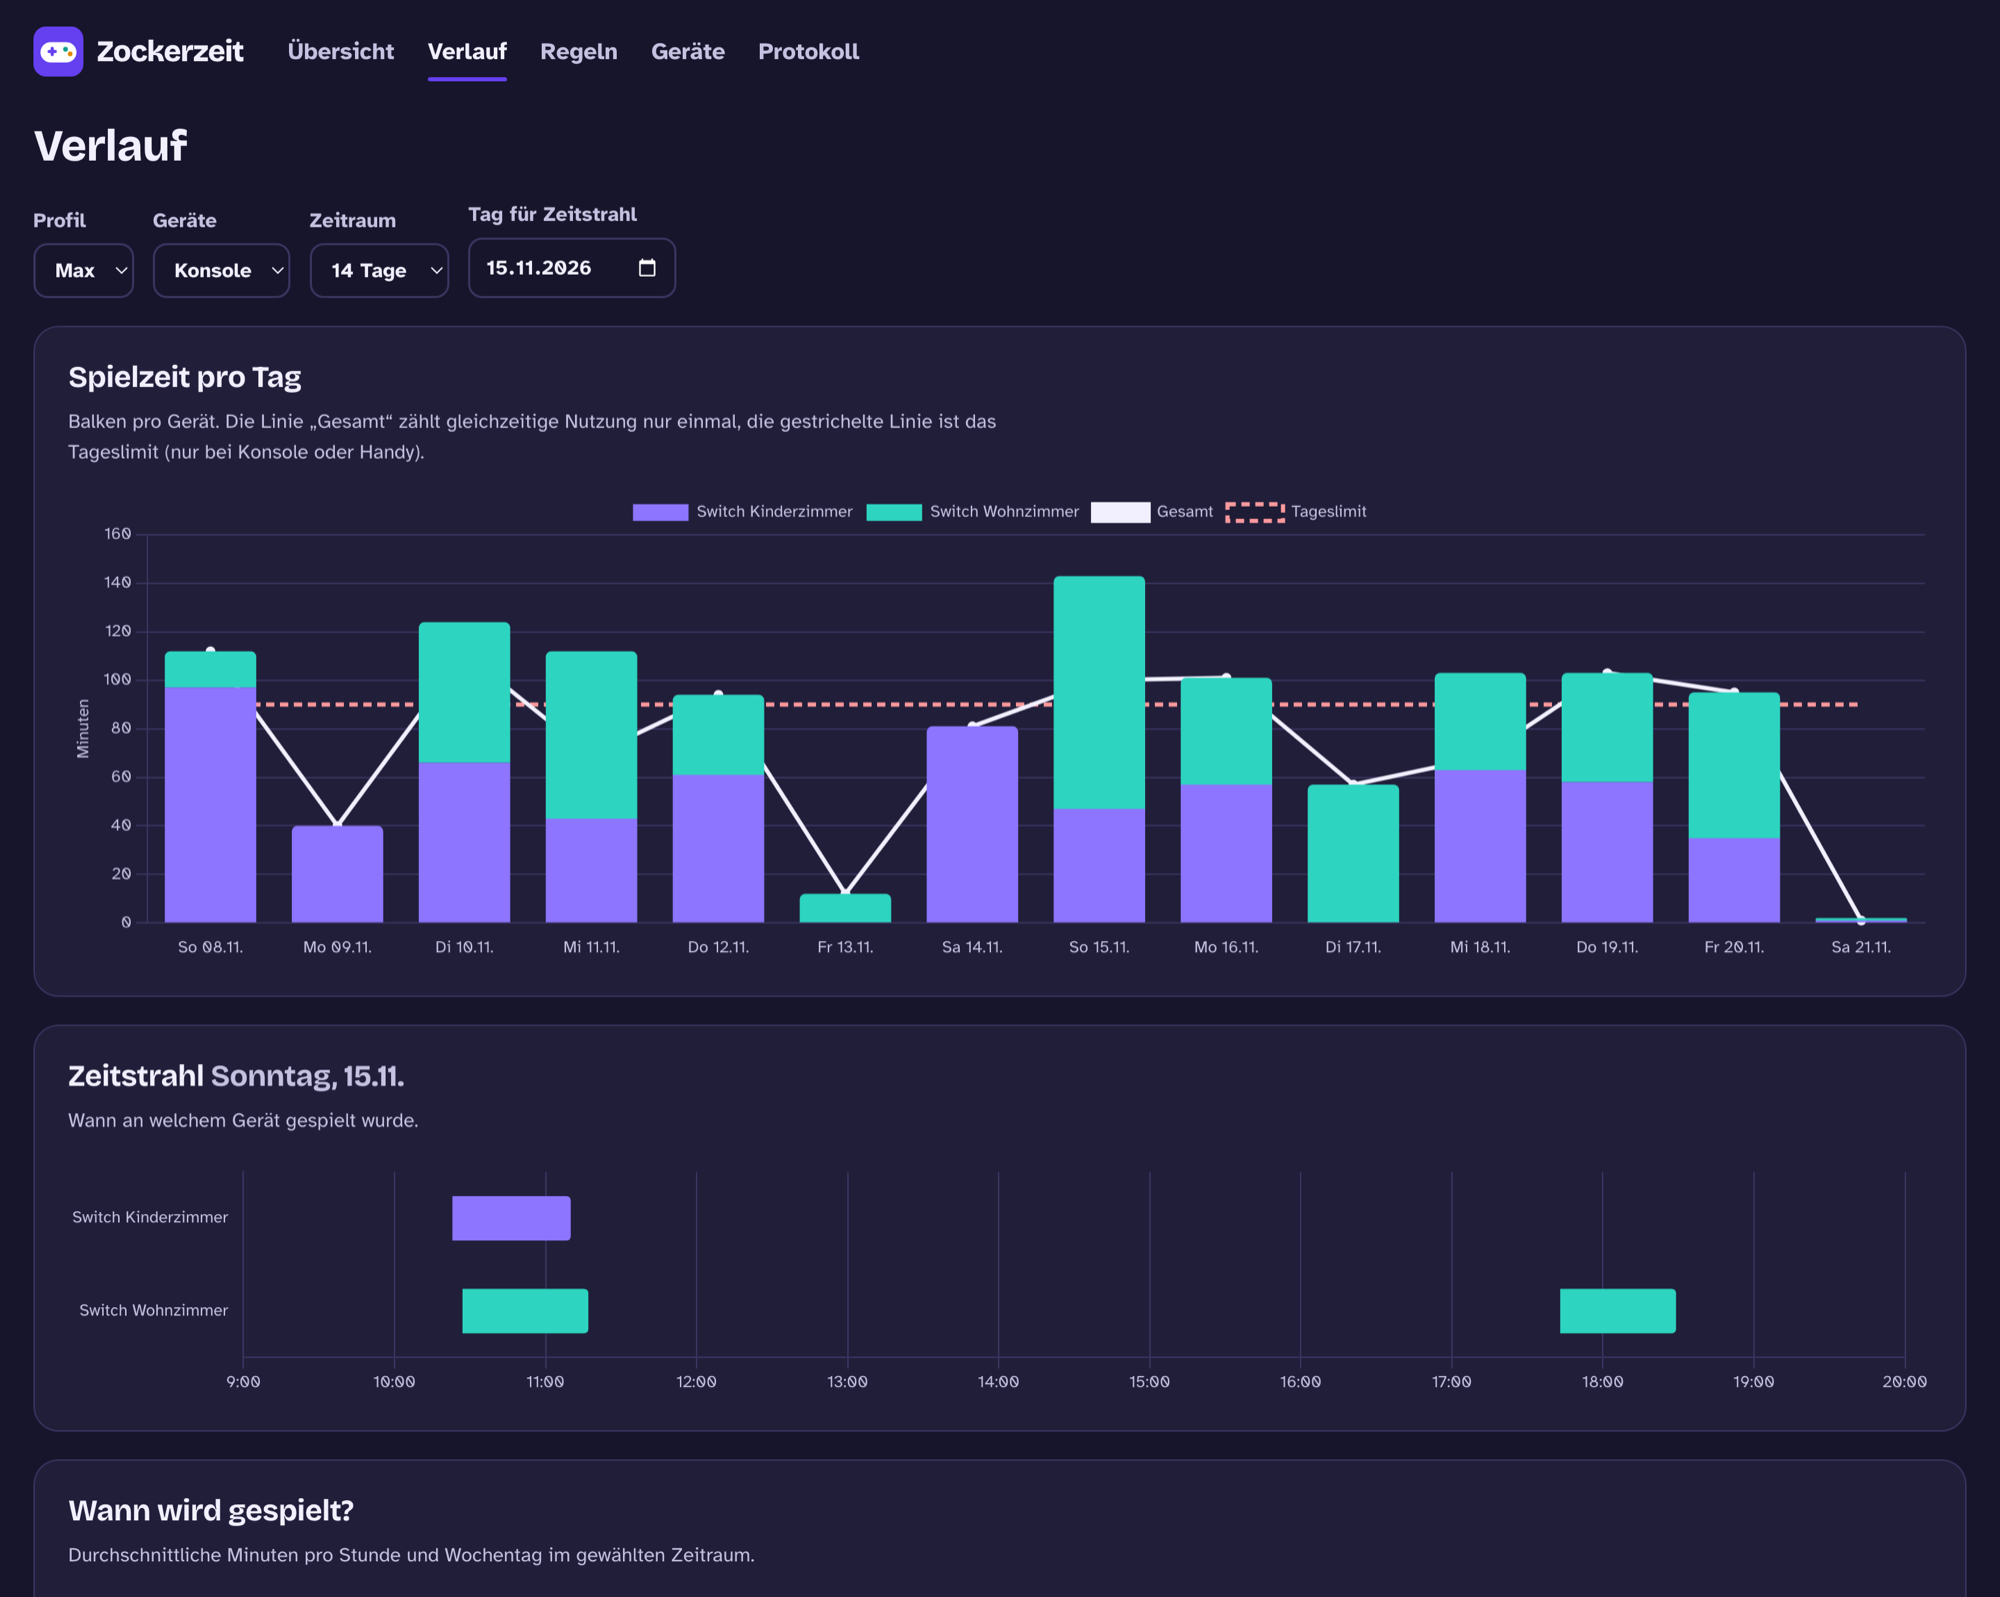 Zockerzeit
Übersicht
Verlauf
Regeln
Geräte
Protokoll
Verlauf
Profil
Geräte
Zeitraum
Tag für Zeitstrahl
Max
Konsole
14 Tage
15.11.2026
Spielzeit pro Tag
Balken pro Gerät. Die Linie „Gesamt“ zählt gleichzeitige Nutzung nur einmal, die gestrichelte Linie ist das
Tageslimit (nur bei Konsole oder Handy).
Switch Kinderzimmer
Switch Wohnzimmer
Gesamt
Tageslimit
Minuten
160
140
120
100
80
60
40
20
0
So 08.11.
Mo 09.11.
Di 10.11.
Mi 11.11.
Do 12.11.
Fr 13.11.
Sa 14.11.
So 15.11.
Mo 16.11.
Di 17.11.
Mi 18.11.
Do 19.11.
Fr 20.11.
Sa 21.11.
Zeitstrahl Sonntag, 15.11.
Wann an welchem Gerät gespielt wurde.
Switch Kinderzimmer
Switch Wohnzimmer
9:00
10:00
11:00
12:00
13:00
14:00
15:00
16:00
17:00
18:00
19:00
20:00
Wann wird gespielt?
Durchschnittliche Minuten pro Stunde und Wochentag im gewählten Zeitraum.